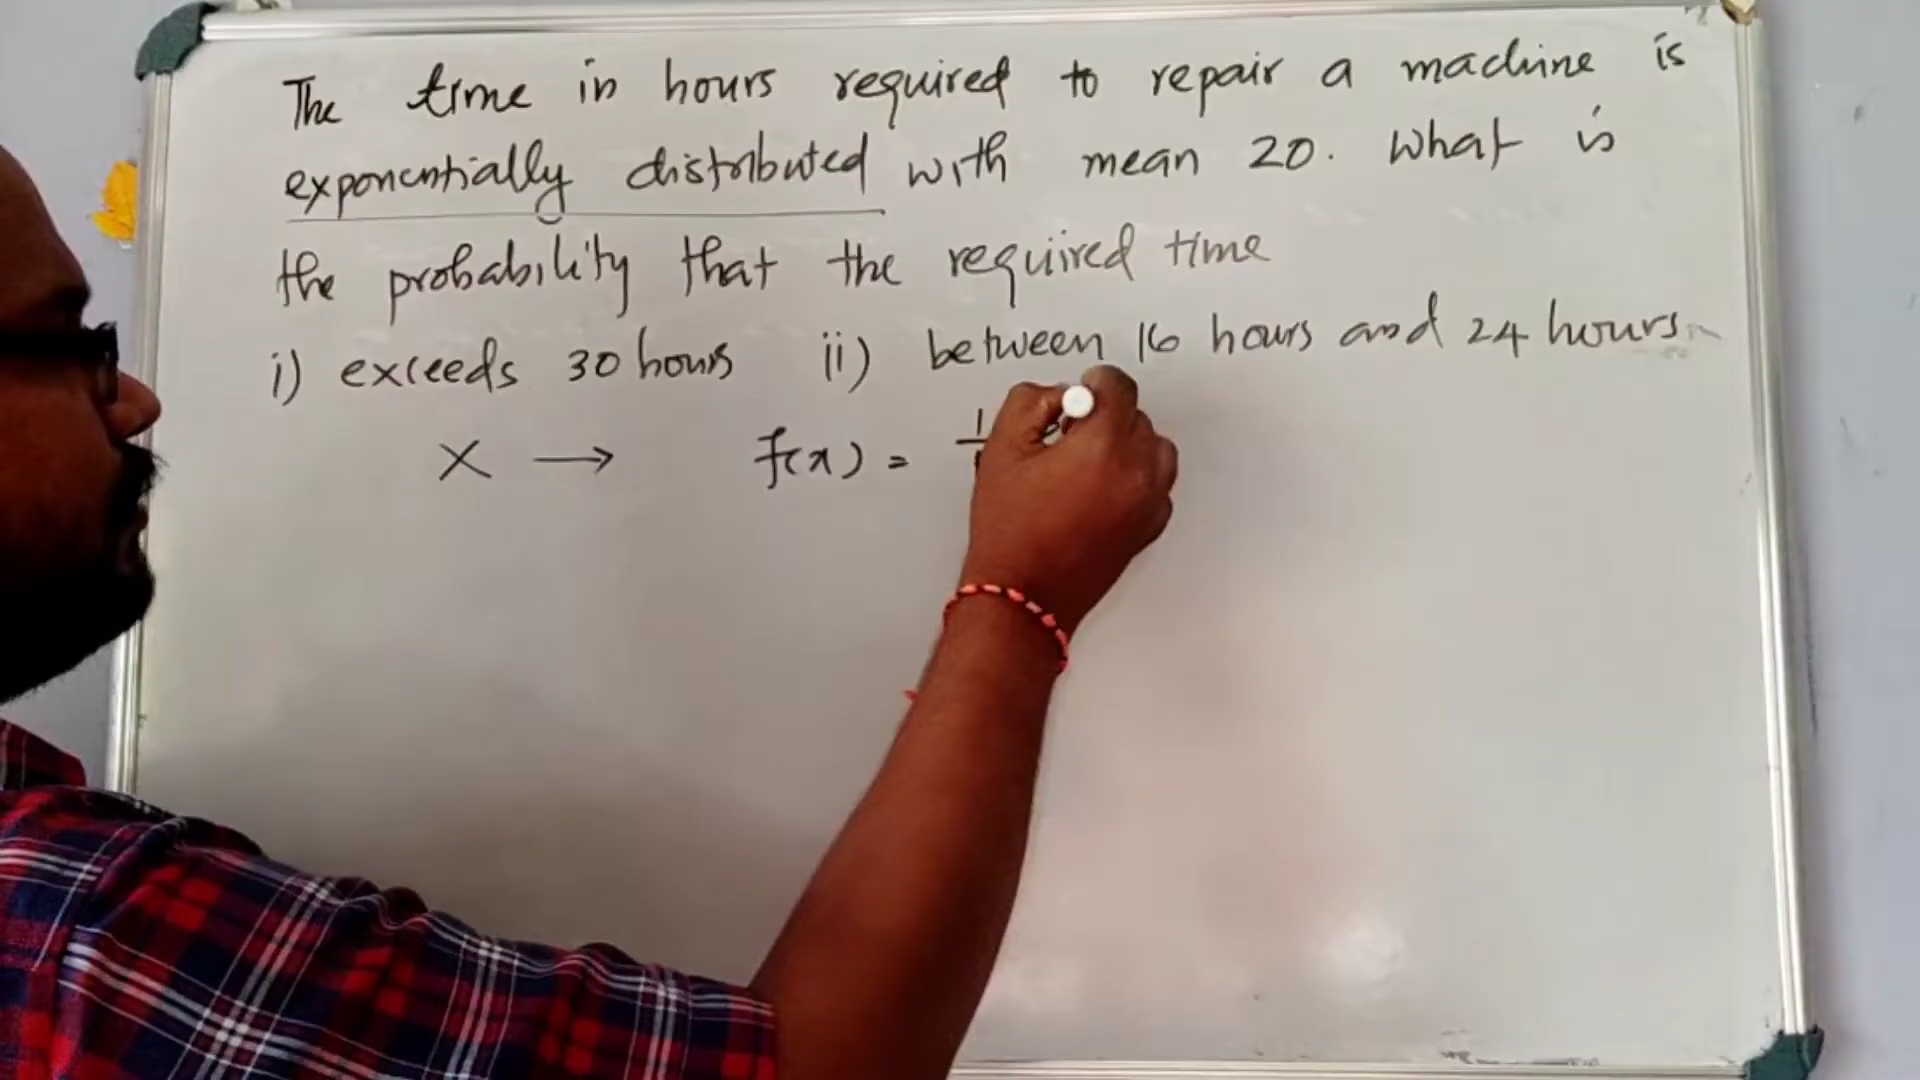 The time in hours required to repair a machine is
exponentially distributed with mean 20. What is
the probability that the required time
i) exceeds 30 hours ii) between 16 hours and 24 hours
X → f(x) = 1